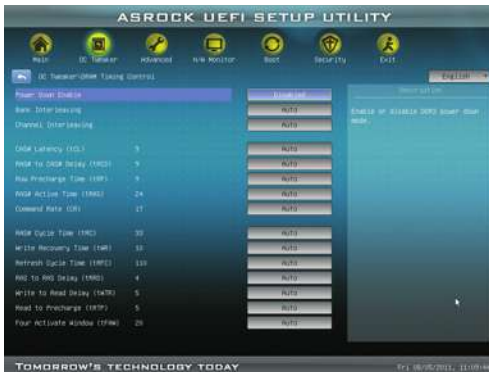 ASROCK UEFI SETUP UTILITY
Main OC Tweaker Advanced H/W Monitor Boot Security Exit
English
OC Tweaker\DRAM Timing Control
Description
Power Down Enable Disabled
Enable or disable DDR3 power down mode.
Bank Interleaving Auto
Channel Interleaving Auto
CAS# Latency (tCL) 9 Auto
RAS# to CAS# Delay (tRCD) 9 Auto
Row Precharge Time (tRP) 9 Auto
RAS# Active Time (tRAS) 24 Auto
Command Rate (CR) 1T Auto
RAS# Cycle Time (tRC) 33 Auto
Write Recovery Time (tWR) 10 Auto
Refresh Cycle Time (tRFC) 110 Auto
RAS to RAS Delay (tRRD) 4 Auto
Write to Read Delay (tWTR) 5 Auto
Read to Precharge (tRTP) 5 Auto
Four Activate Window (tFAW) 20 Auto
TOMORROW'S TECHNOLOGY TODAY